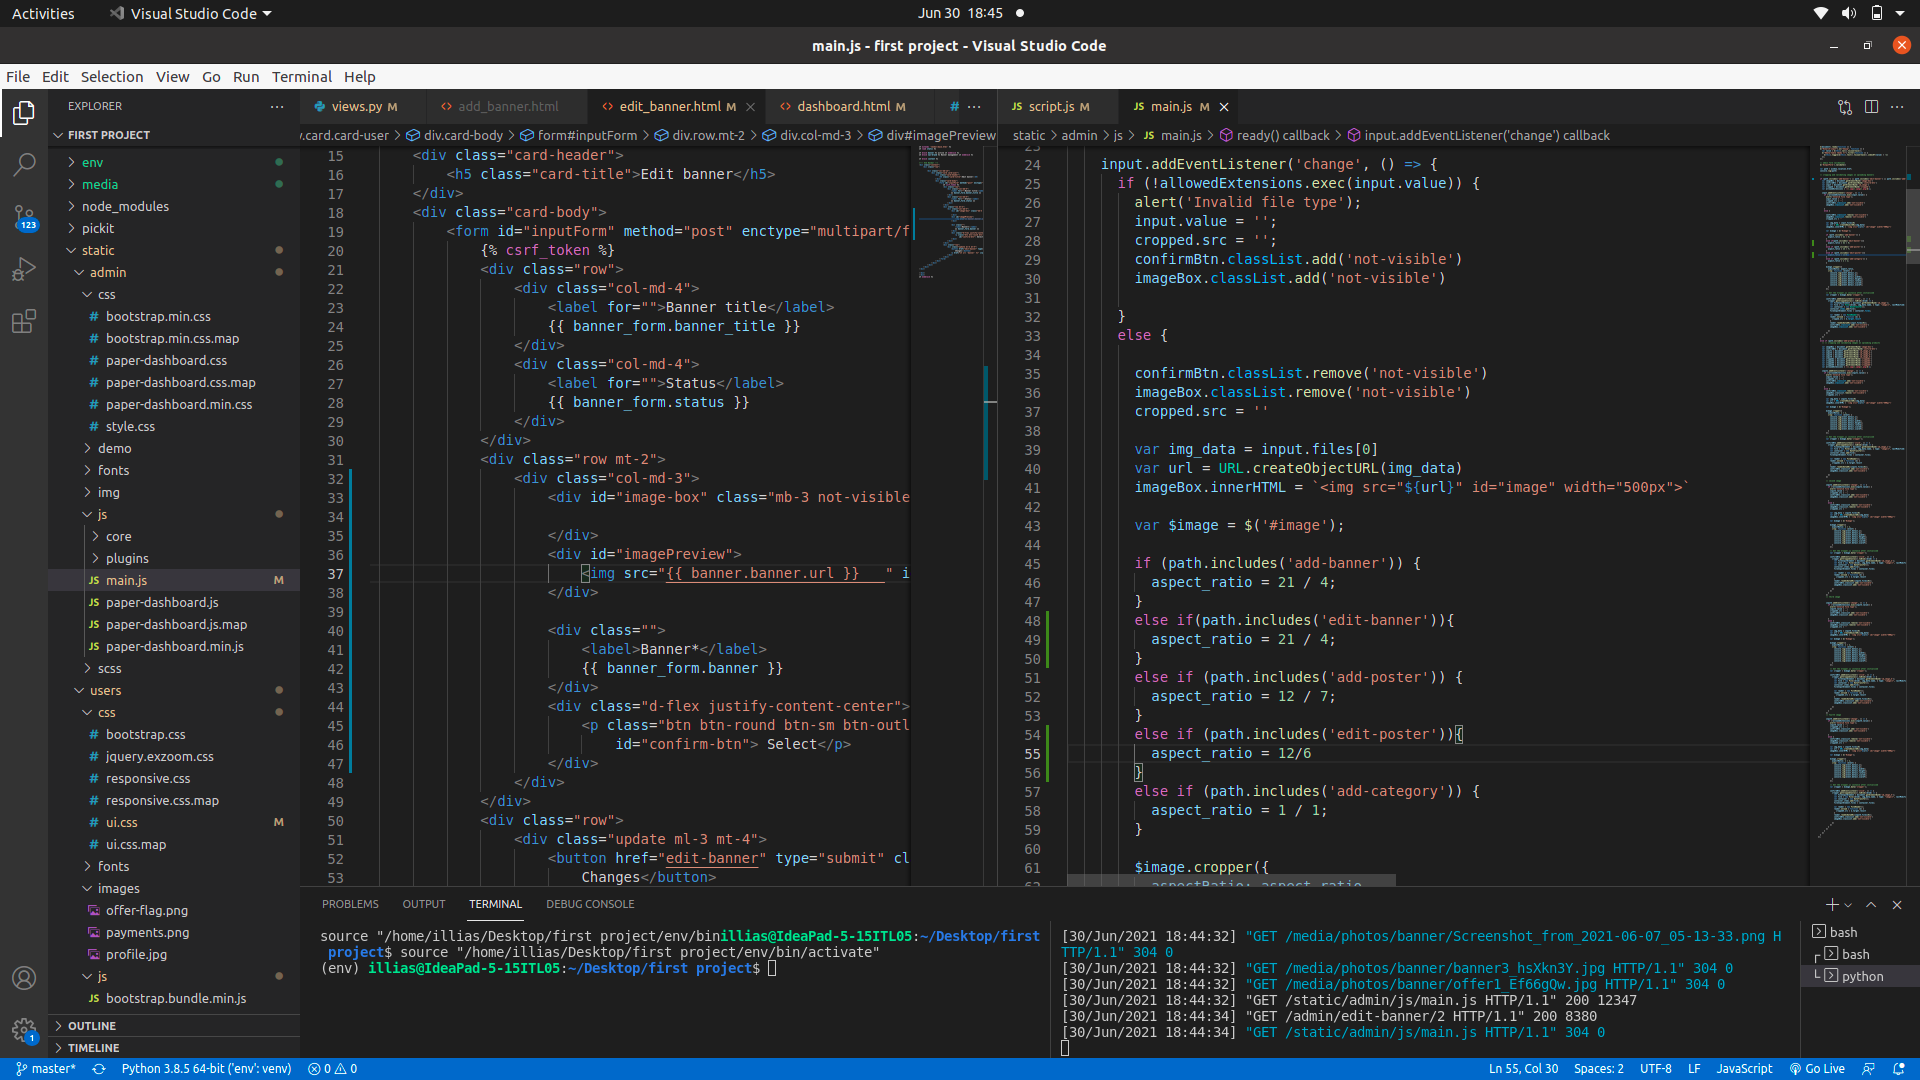 Activities
Visual Studio Code
Jun 30 18:45
main.js - first project - Visual Studio Code
File Edit Selection View Go Run Terminal Help
EXPLORER
FIRST PROJECT
env
media
node_modules
pickit
static
admin
css
bootstrap.min.css
bootstrap.min.css.map
paper-dashboard.css
paper-dashboard.css.map
paper-dashboard.min.css
style.css
demo
fonts
img
js
core
plugins
JS main.js M
JS paper-dashboard.js
JS paper-dashboard.js.map
JS paper-dashboard.min.js
scss
users
css
bootstrap.css
jquery.exzoom.css
responsive.css
responsive.css.map
ui.css M
ui.css.map
fonts
images
offer-flag.png
payments.png
profile.jpg
js
JS bootstrap.bundle.min.js
OUTLINE
TIMELINE
123
1
views.py M
add_banner.html
edit_banner.html M
dashboard.html M
v.card.card-user > div.card-body > form#inputForm > div.row.mt-2 > div.col-md-3 > div#imagePreview
15 <div class="card-header">
16 <h5 class="card-title">Edit banner</h5>
17 </div>
18 <div class="card-body">
19 <form id="inputForm" method="post" enctype="multipart/f
20 {% csrf_token %}
21 <div class="row">
22 <div class="col-md-4">
23 <label for="">Banner title</label>
24 {{ banner_form.banner_title }}
25 </div>
26 <div class="col-md-4">
27 <label for="">Status</label>
28 {{ banner_form.status }}
29 </div>
30 </div>
31 <div class="row mt-2">
32 <div class="col-md-3">
33 <div id="image-box" class="mb-3 not-visible
34
35 </div>
36 <div id="imagePreview">
37 <img src="{{ banner.banner.url }}   " i
38 </div>
39
40 <div class="">
41 <label>Banner*</label>
42 {{ banner_form.banner }}
43 </div>
44 <div class="d-flex justify-content-center">
45 <p class="btn btn-round btn-sm btn-outl
46 id="confirm-btn"> Select</p>
47 </div>
48 </div>
49 </div>
50 <div class="row">
51 <div class="update ml-3 mt-4">
52 <button href="edit-banner" type="submit" cl
53 Changes</button>
JS script.js M
JS main.js M
static > admin > js > JS main.js > ready() callback > input.addEventListener('change') callback
23
24 input.addEventListener('change', () => {
25 if (!allowedExtensions.exec(input.value)) {
26 alert('Invalid file type');
27 input.value = '';
28 cropped.src = '';
29 confirmBtn.classList.add('not-visible')
30 imageBox.classList.add('not-visible')
31
32 }
33 else {
34
35 confirmBtn.classList.remove('not-visible')
36 imageBox.classList.remove('not-visible')
37 cropped.src = ''
38
39 var img_data = input.files[0]
40 var url = URL.createObjectURL(img_data)
41 imageBox.innerHTML = `<img src="${url}" id="image" width="500px">`
42
43 var $image = $('#image');
44
45 if (path.includes('add-banner')) {
46 aspect_ratio = 21 / 4;
47 }
48 else if(path.includes('edit-banner')){
49 aspect_ratio = 21 / 4;
50 }
51 else if (path.includes('add-poster')) {
52 aspect_ratio = 12 / 7;
53 }
54 else if (path.includes('edit-poster')){
55 aspect_ratio = 12/6
56 }
57 else if (path.includes('add-category')) {
58 aspect_ratio = 1 / 1;
59 }
60
61 $image.cropper({
62 aspectRatio: aspect_ratio
PROBLEMS OUTPUT TERMINAL DEBUG CONSOLE
source "/home/illias/Desktop/first project/env/binillias@IdeaPad-5-15ITL05:~/Desktop/first
project$ source "/home/illias/Desktop/first project/env/bin/activate"
(env) illias@IdeaPad-5-15ITL05:~/Desktop/first project$
[30/Jun/2021 18:44:32] "GET /media/photos/banner/Screenshot_from_2021-06-07_05-13-33.png H
TTP/1.1" 304 0
[30/Jun/2021 18:44:32] "GET /media/photos/banner/banner3_hsXkn3Y.jpg HTTP/1.1" 304 0
[30/Jun/2021 18:44:32] "GET /media/photos/banner/offer1_Ef66gQw.jpg HTTP/1.1" 304 0
[30/Jun/2021 18:44:32] "GET /static/admin/js/main.js HTTP/1.1" 200 12347
[30/Jun/2021 18:44:34] "GET /admin/edit-banner/2 HTTP/1.1" 200 8380
[30/Jun/2021 18:44:34] "GET /static/admin/js/main.js HTTP/1.1" 304 0
bash
bash
python
master* Python 3.8.5 64-bit ('env': venv) 0 0
Ln 55, Col 30 Spaces: 2 UTF-8 LF JavaScript Go Live